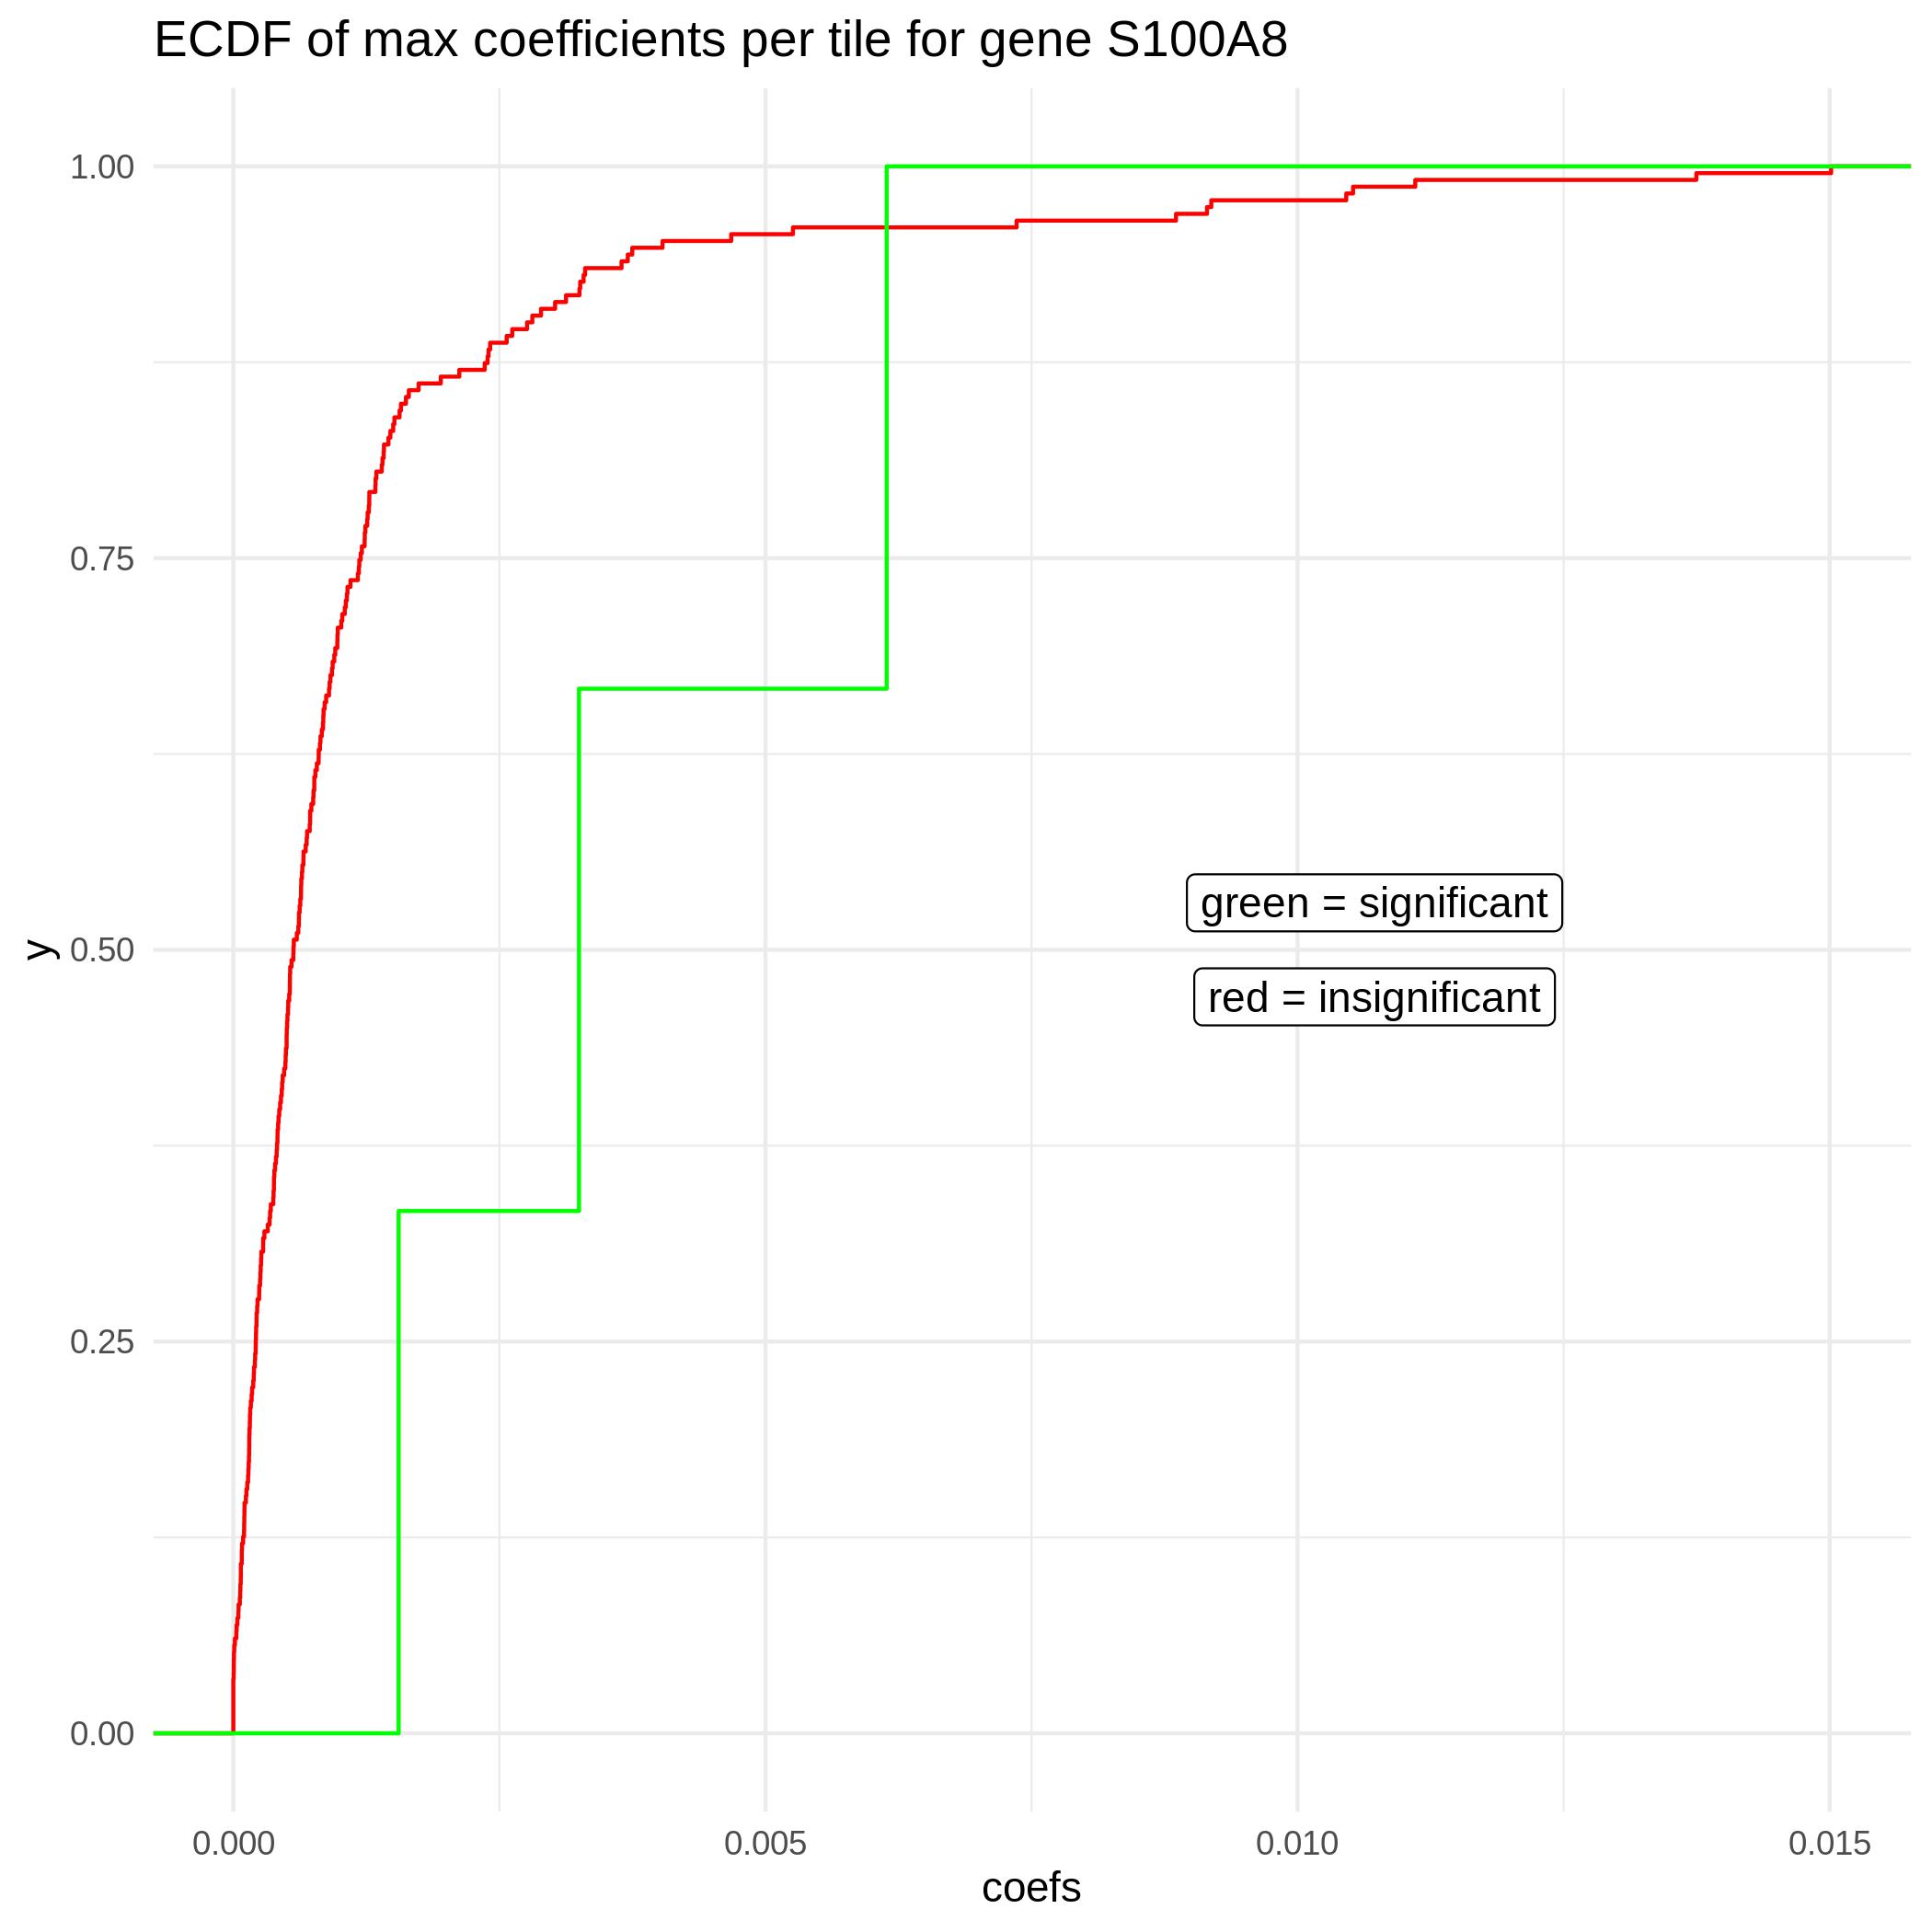 ECDF of max coefficients per tile for gene S100A8
1.00
0.75
0.50
0.25
0.00
y
green = significant
red = insignificant
0.000 0.005 0.010 0.015
coefs